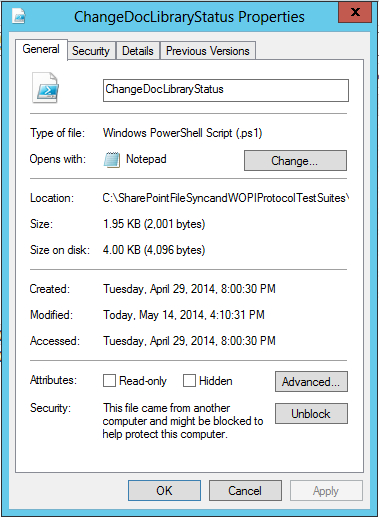 ChangeDocLibraryStatus Properties
X
General Security Details Previous Versions
ChangeDocLibraryStatus
Type of file: Windows PowerShell Script (.ps1)
Opens with: Notepad Change...
Location: C:\SharePointFileSyncandWOPIProtocolTestSuites\
Size: 1.95 KB (2,001 bytes)
Size on disk: 4.00 KB (4,096 bytes)
Created: Tuesday, April 29, 2014, 8:00:30 PM
Modified: Today, May 14, 2014, 4:10:31 PM
Accessed: Tuesday, April 29, 2014, 8:00:30 PM
Attributes: Read-only Hidden Advanced...
Security: This file came from another
computer and might be blocked to
help protect this computer.
Unblock
OK Cancel Apply